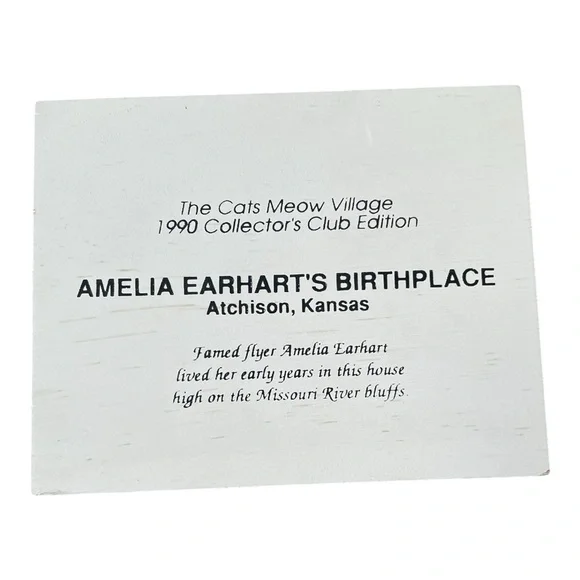 The Cats Meow Village
1990 Collector's Club Edition
AMELIA EARHART'S BIRTHPLACE
Atchison, Kansas
Famed flyer Amelia Earhart
lived her early years in this house
high on the Missouri River bluffs.